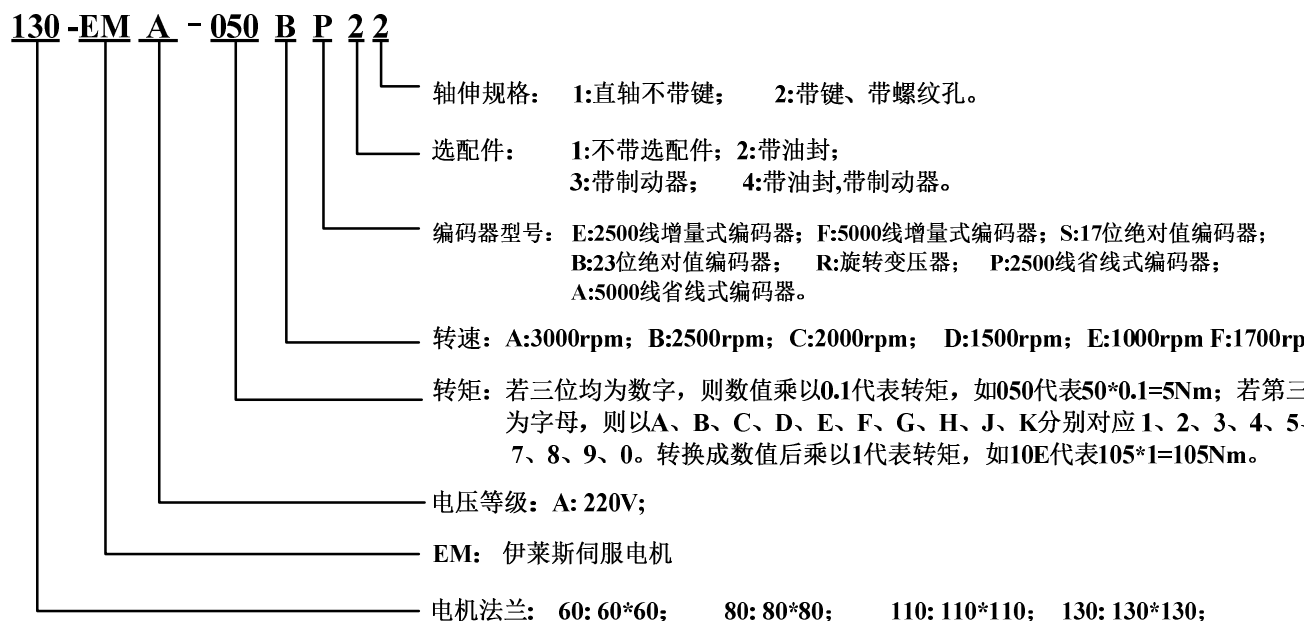 130-EM A -050 B P 2 2
轴伸规格： 1:直轴不带键； 2:带键、带螺纹孔。
选配件： 1:不带选配件；2:带油封；
3:带制动器； 4:带油封,带制动器。
编码器型号： E:2500线增量式编码器；F:5000线增量式编码器；S:17位绝对值编码器；
B:23位绝对值编码器； R:旋转变压器； P:2500线省线式编码器；
A:5000线省线式编码器。
转速：A:3000rpm；B:2500rpm；C:2000rpm； D:1500rpm；E:1000rpm F:1700rp
转矩：若三位均为数字，则数值乘以0.1代表转矩，如050代表50*0.1=5Nm；若第三
为字母，则以A、B、C、D、E、F、G、H、J、K分别对应 1、2、3、4、5、
7、8、9、0。转换成数值后乘以1代表转矩，如10E代表105*1=105Nm。
电压等级：A: 220V;
EM： 伊莱斯伺服电机
电机法兰: 60: 60*60; 80: 80*80; 110: 110*110; 130: 130*130;